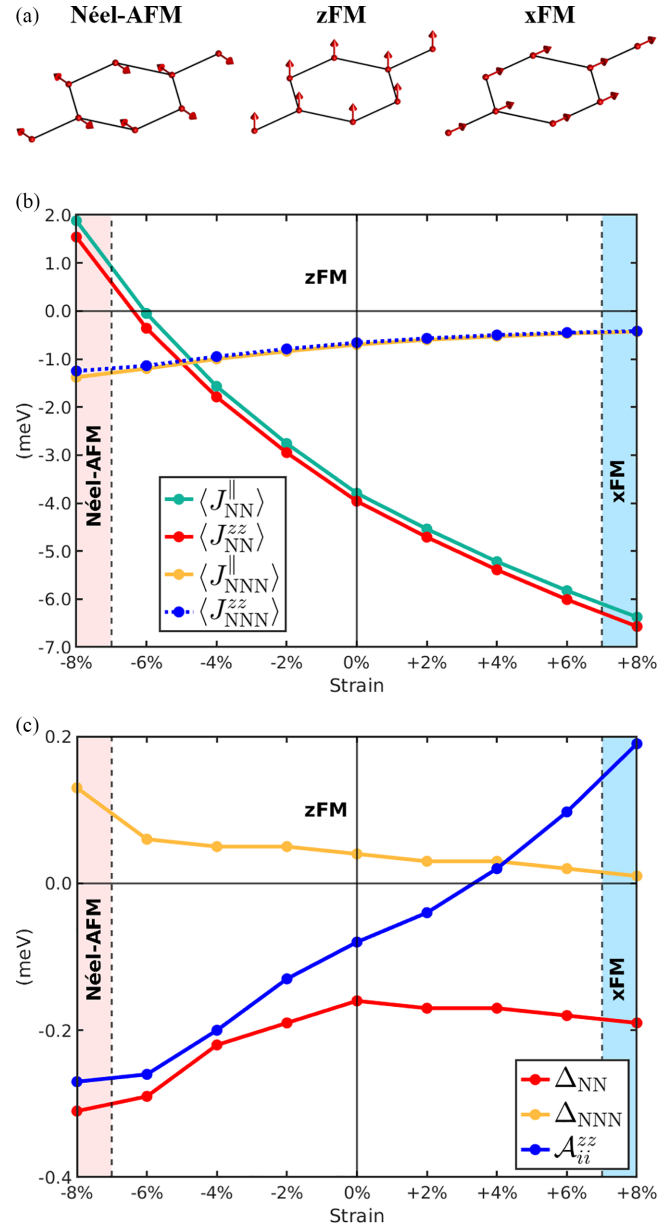 (a) Néel-AFM zFM xFM
(b)
2.0
1.0
0.0
-1.0
-2.0
-3.0
-4.0
-5.0
-6.0
-7.0
(meV)
zFM
Néel-AFM
xFM
⟨J∥NN⟩
⟨JzzNN⟩
⟨J∥NNN⟩
⟨JzzNNN⟩
-8% -6% -4% -2% 0% +2% +4% +6% +8%
Strain
(c)
0.2
0.0
-0.2
-0.4
(meV)
zFM
Néel-AFM
xFM
ΔNN
ΔNNN
𝒜zzii
-8% -6% -4% -2% 0% +2% +4% +6% +8%
Strain